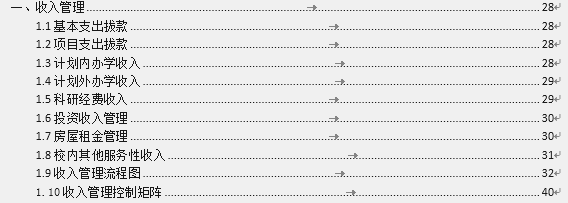 一、收入管理 28
1.1 基本支出拔款 28
1.2 项目支出拔款 28
1.3 计划内办学收入 28
1.4 计划外办学收入 29
1.5 科研经费收入 29
1.6 投资收入管理 30
1.7 房屋租金管理 30
1.8 校内其他服务性收入 31
1.9 收入管理流程图 32
1. 10 收入管理控制矩阵 40